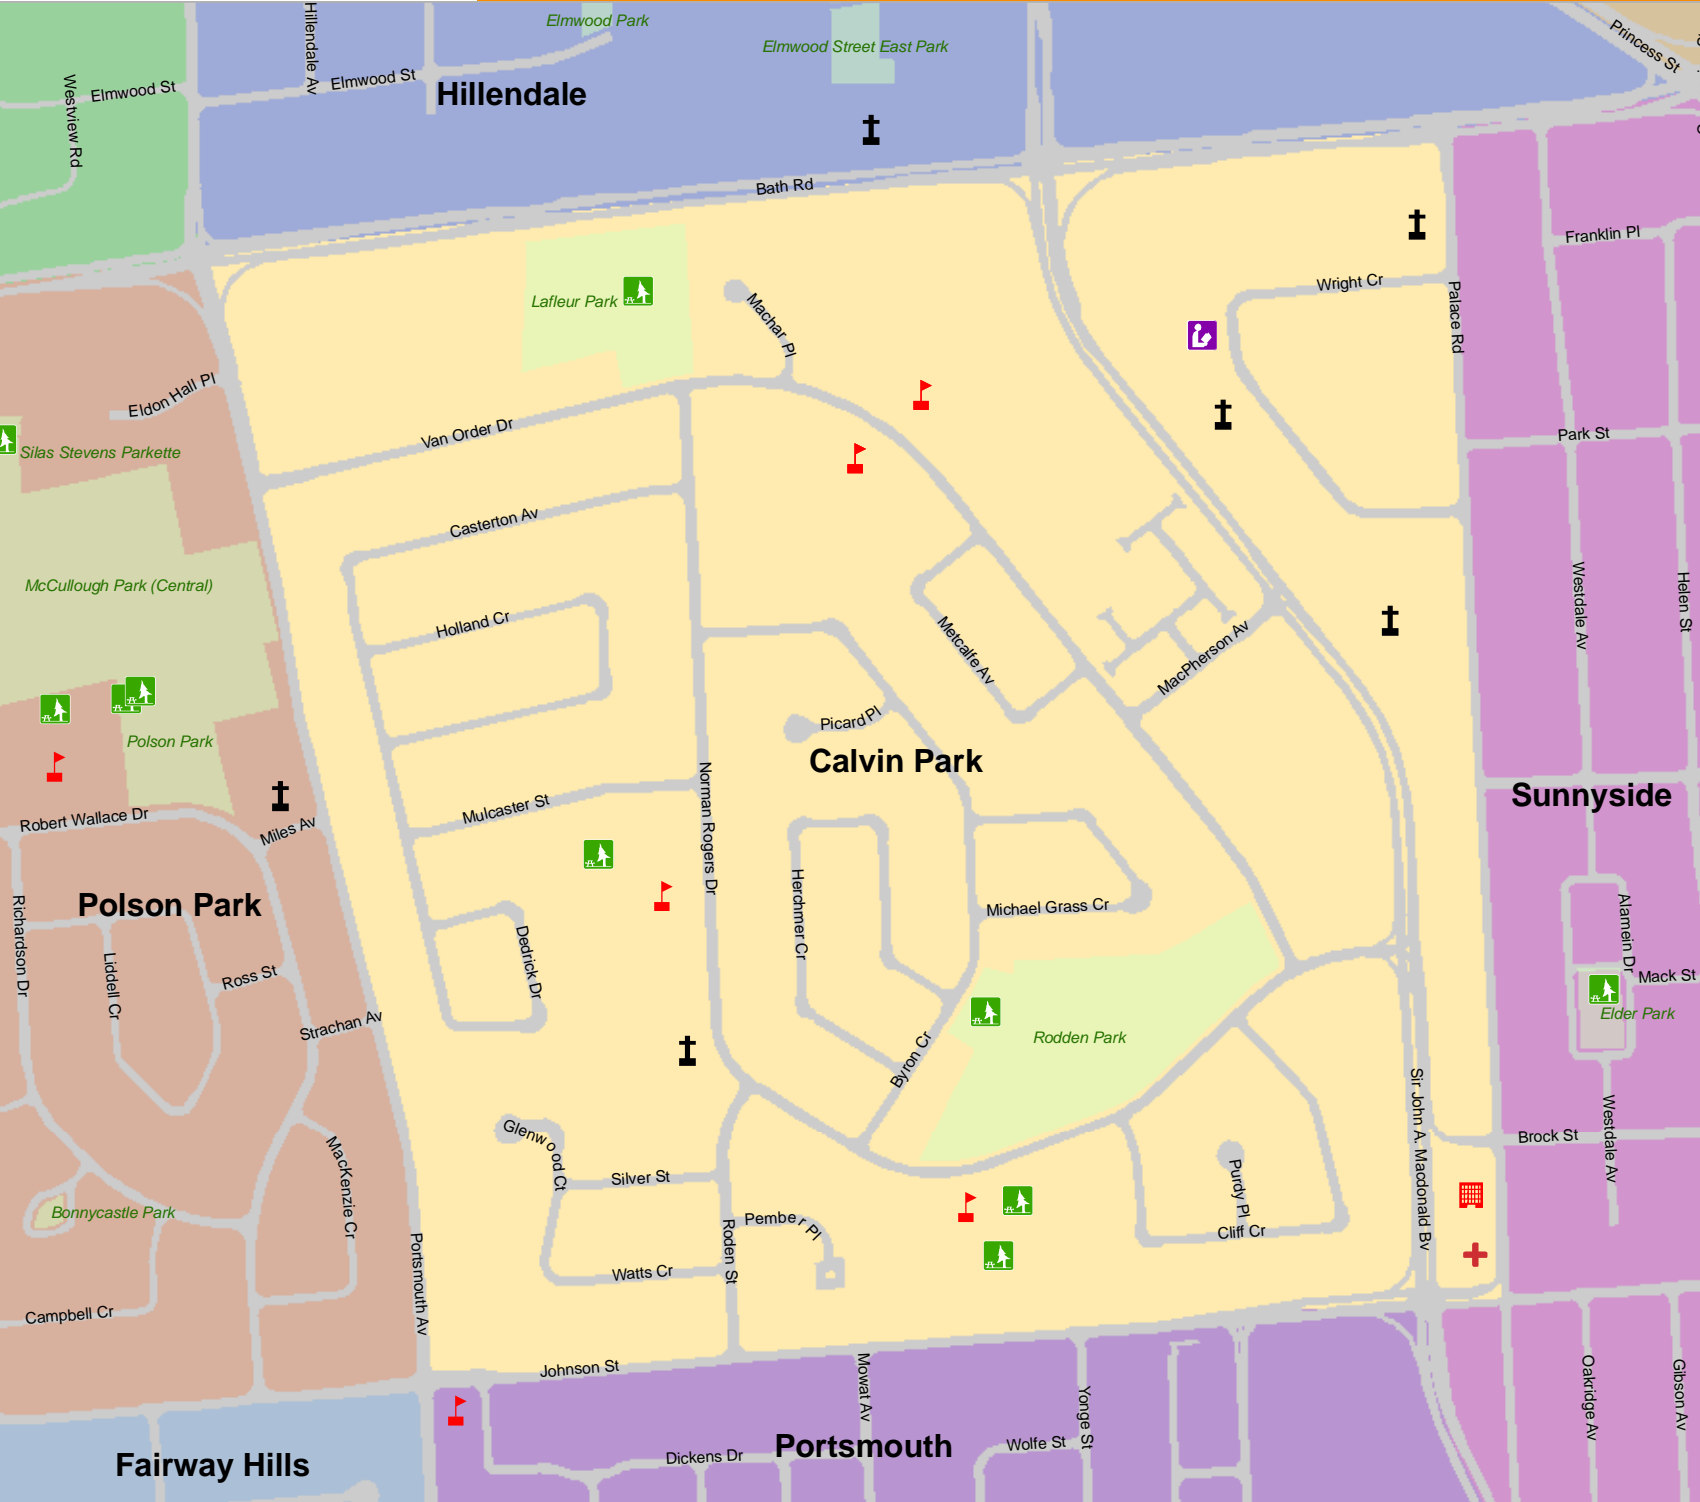 Elmwood Park
Elmwood Street East Park
Princess St
Hillendale Av
Westview Rd
Elmwood St
Elmwood St
Hillendale
Bath Rd
Franklin Pl
Wright Cr
Palace Rd
Lafleur Park
Machar Pl
Eldon Hall Pl
Van Order Dr
Park St
Silas Stevens Parkette
Casterton Av
McCullough Park (Central)
Westdale Av
Helen St
Holland Cr
Metcalfe Av
MacPherson Av
Picard Pl
Polson Park
Calvin Park
Norman Rogers Dr
Sunnyside
Mulcaster St
Robert Wallace Dr
Miles Av
Polson Park
Herchmer Cr
Michael Grass Cr
Alamein Dr
Richardson Dr
Liddell Cr
Ross St
Dedrick Dr
Mack St
Elder Park
Strachan Av
Rodden Park
Byron Cr
Sir John A. Macdonald Bv
Westdale Av
Glenwood Ct
MacKenzie Cr
Brock St
Silver St
Purdy Pl
Bonnycastle Park
Pember Pl
Roden St
Cliff Cr
Portsmouth Av
Watts Cr
Campbell Cr
Johnson St
Mowat Av
Yonge St
Oakridge Av
Gibson Av
Portsmouth
Wolfe St
Dickens Dr
Fairway Hills